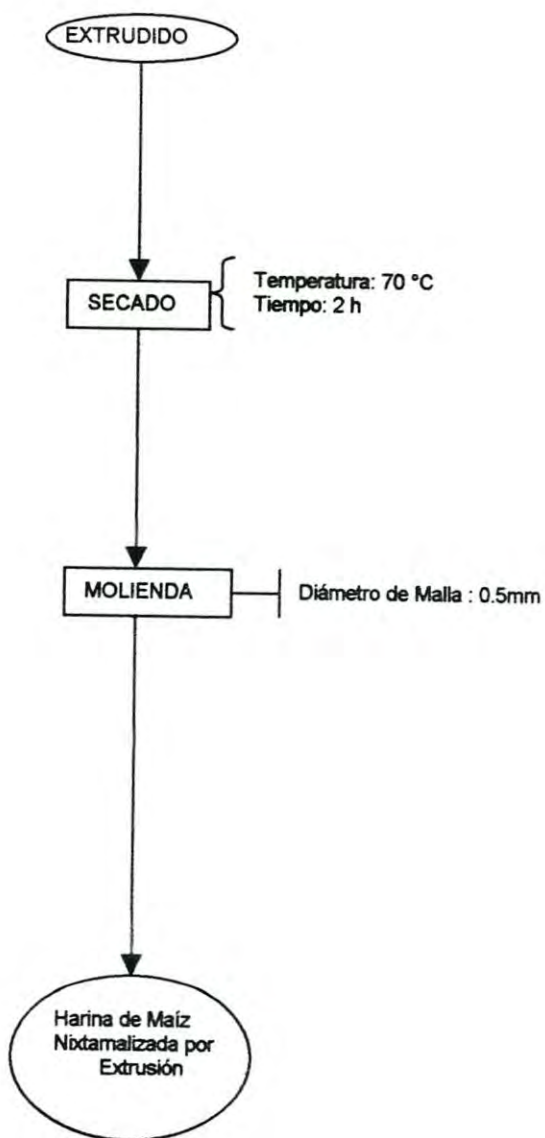 EXTRUDIDO
SECADO
Temperatura: 70 °C
Tiempo: 2 h
MOLIENDA
Diámetro de Malla : 0.5mm
Harina de Maíz
Nixtamalizada por
Extrusión